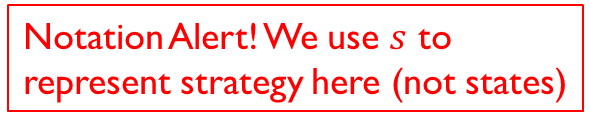 Notation Alert! We use s to
represent strategy here (not states)